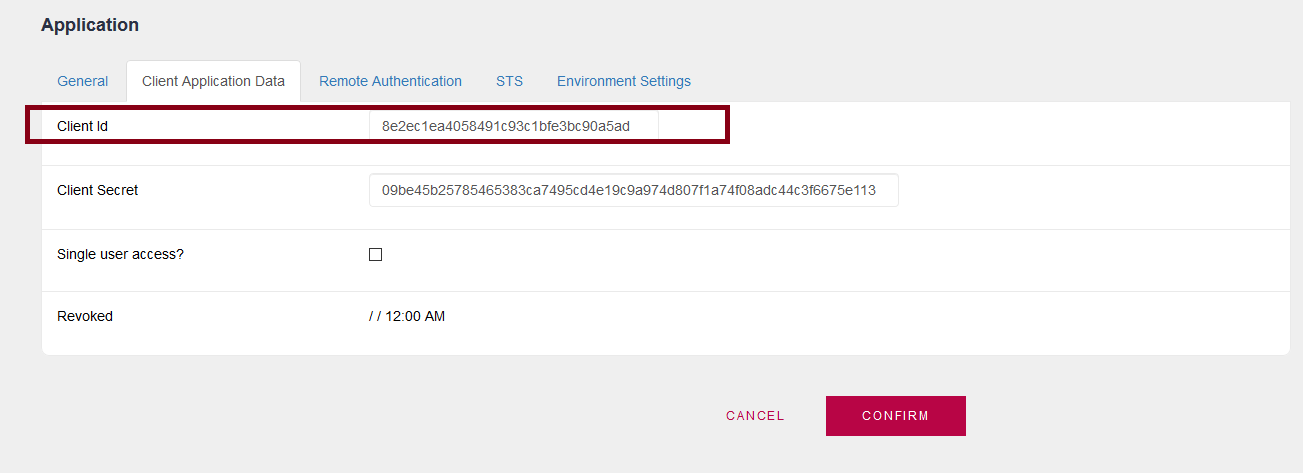 Application
General Client Application Data Remote Authentication STS Environment Settings
Client Id 8e2ec1ea4058491c93c1bfe3bc90a5ad
Client Secret 09be45b25785465383ca7495cd4e19c9a974d807f1a74f08adc44c3f6675e113
Single user access?
Revoked / / 12:00 AM
CANCEL CONFIRM